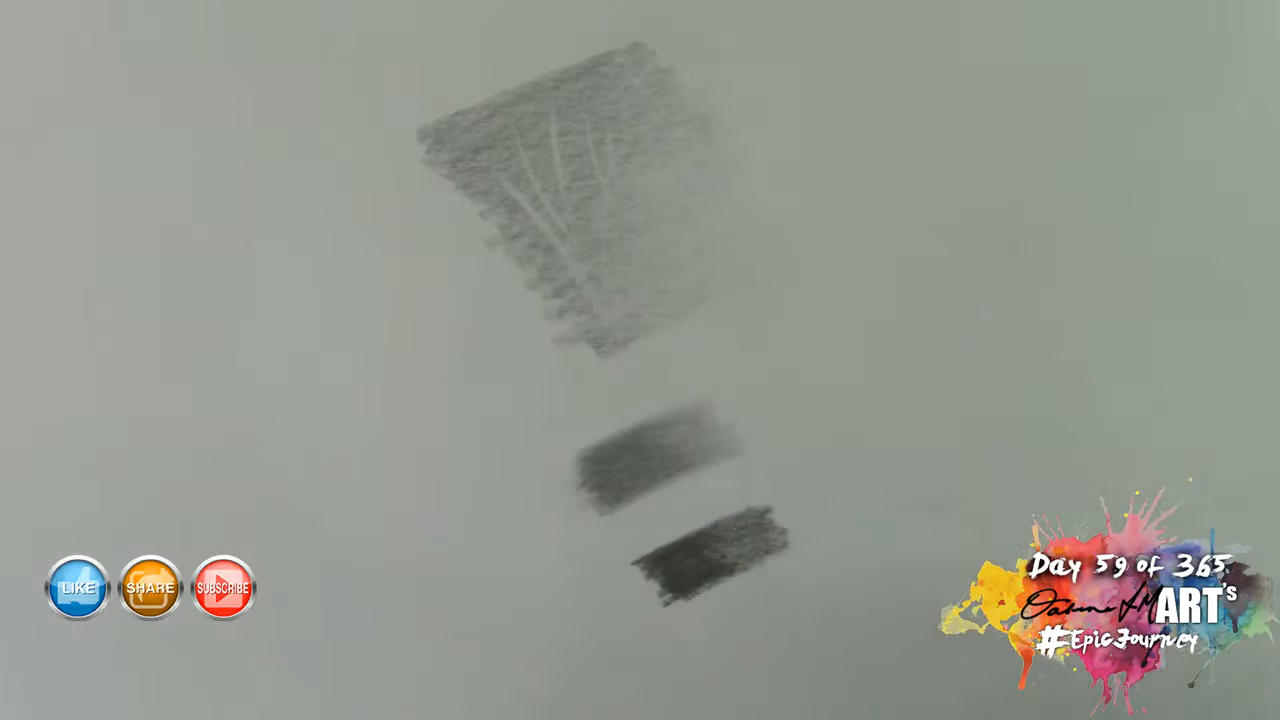 LIKE
SHARE
SUBSCRIBE
Day 59 of 365
ART's
#EpicJourney